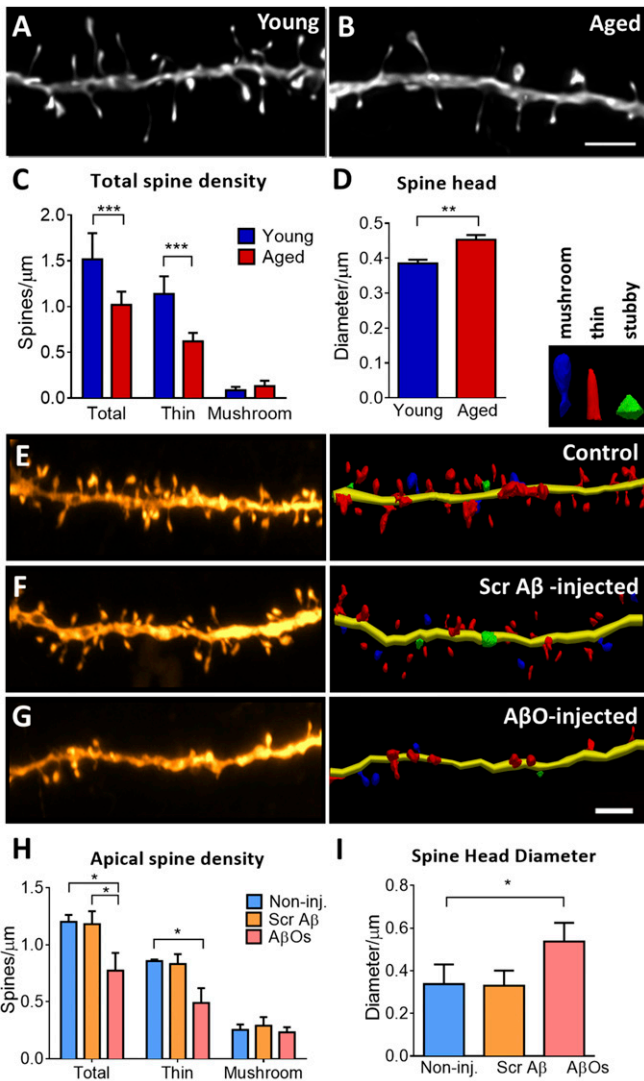 A
Young
B
Aged
C
Total spine density
***
***
Young
Aged
Spines/μm
2.0
1.5
1.0
0.5
0.0
Total
Thin
Mushroom
D
Spine head
**
Diameter/μm
0.5
0.4
0.3
0.2
0.1
0.0
Young
Aged
mushroom
thin
stubby
E
Control
F
Scr Aβ -injected
G
AβO-injected
H
Apical spine density
*
*
*
Non-inj.
Scr Aβ
AβOs
Spines/μm
1.5
1.0
0.5
0.0
Total
Thin
Mushroom
I
Spine Head Diameter
*
Diameter/μm
0.8
0.6
0.4
0.2
0.0
Non-inj.
Scr Aβ
AβOs